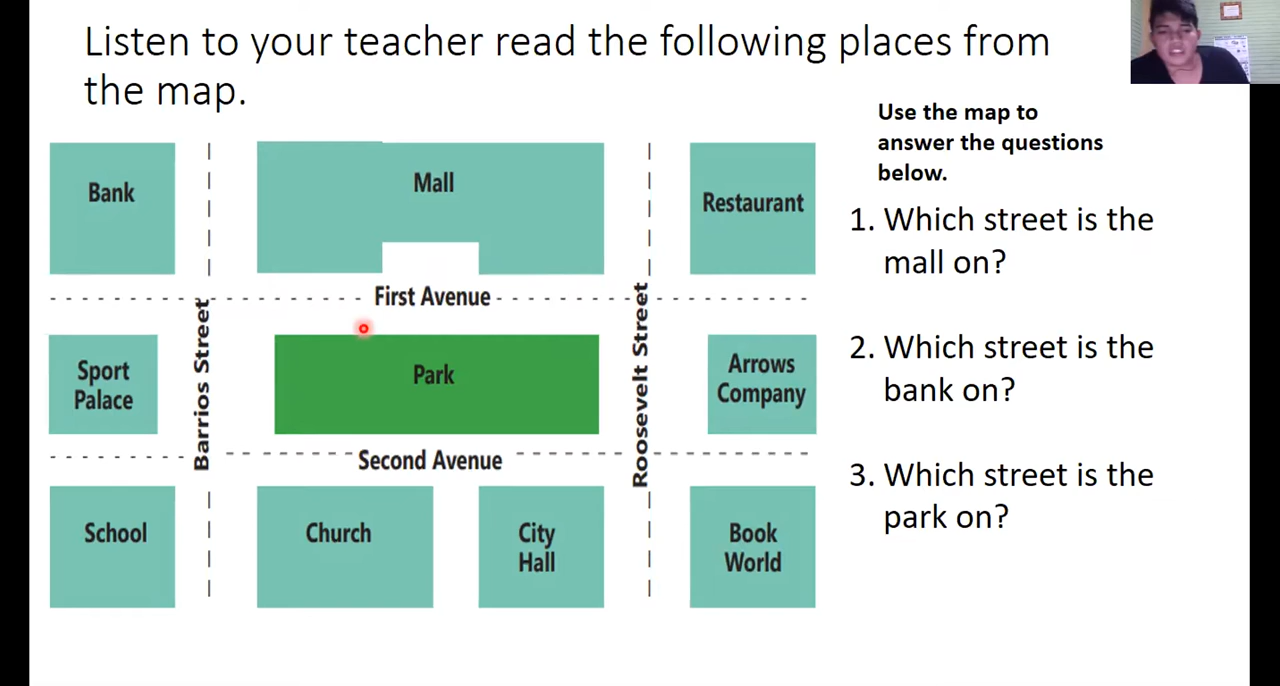 Listen to your teacher read the following places from
the map.
Use the map to
answer the questions
below.
Bank
Mall
Restaurant
First Avenue
Barrios Street
Roosevelt Street
Sport
Palace
Park
Arrows
Company
Second Avenue
School
Church
City
Hall
Book
World
1. Which street is the
mall on?
2. Which street is the
bank on?
3. Which street is the
park on?